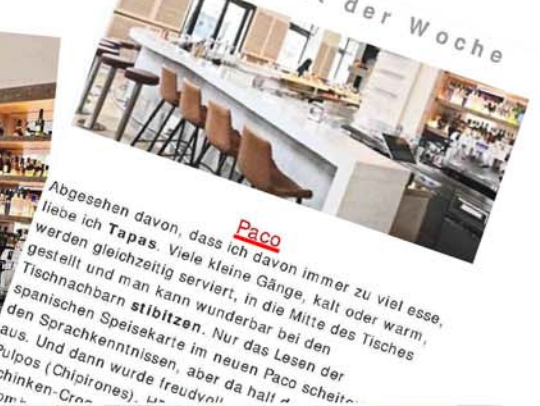 der Woche
Paco
Abgesehen davon, dass ich davon immer zu viel esse,
liebe ich Tapas. Viele kleine Gänge, kalt oder warm,
werden gleichzeitig serviert, in die Mitte des Tisches
gestellt und man kann wunderbar bei den
Tischnachbarn stibitzen. Nur das Lesen der
spanischen Speisekarte im neuen Paco
den Sprachkenntnissen, aber da half
aus. Und dann wurde freudvoll
(Chipirones).